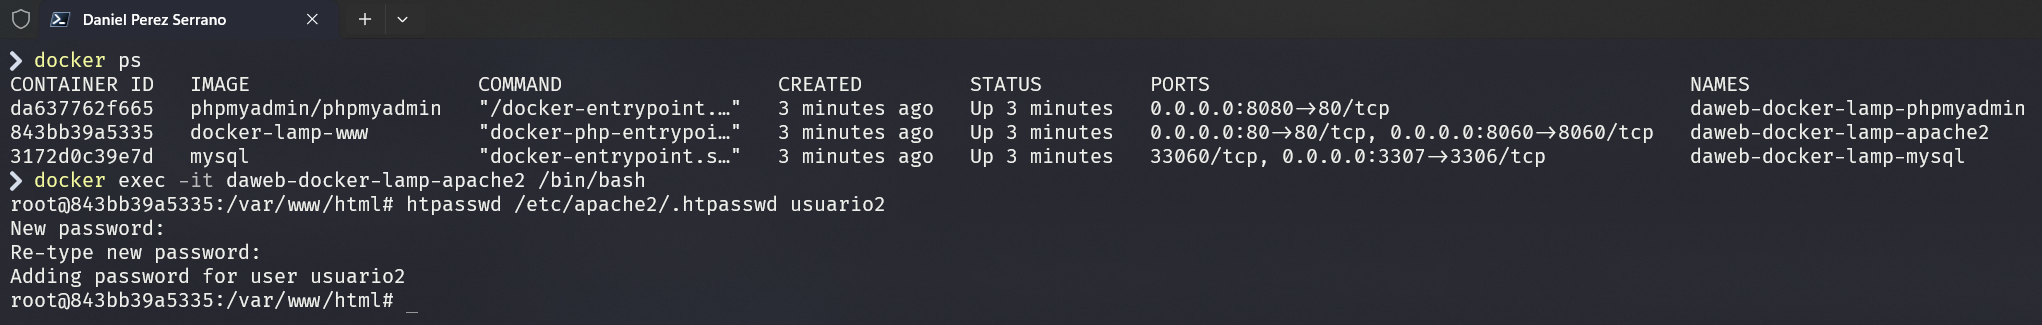 Daniel Perez Serrano
❯ docker ps
CONTAINER ID   IMAGE                   COMMAND                  CREATED         STATUS         PORTS                                        NAMES
da637762f665   phpmyadmin/phpmyadmin   "/docker-entrypoint.…"   3 minutes ago   Up 3 minutes   0.0.0.0:8080->80/tcp                         daweb-docker-lamp-phpmyadmin
843bb39a5335   docker-lamp-www         "docker-php-entrypoi…"   3 minutes ago   Up 3 minutes   0.0.0.0:80->80/tcp, 0.0.0.0:8060->8060/tcp   daweb-docker-lamp-apache2
3172d0c39e7d   mysql                   "docker-entrypoint.s…"   3 minutes ago   Up 3 minutes   33060/tcp, 0.0.0.0:3307->3306/tcp            daweb-docker-lamp-mysql
❯ docker exec -it daweb-docker-lamp-apache2 /bin/bash
root@843bb39a5335:/var/www/html# htpasswd /etc/apache2/.htpasswd usuario2
New password:
Re-type new password:
Adding password for user usuario2
root@843bb39a5335:/var/www/html# _